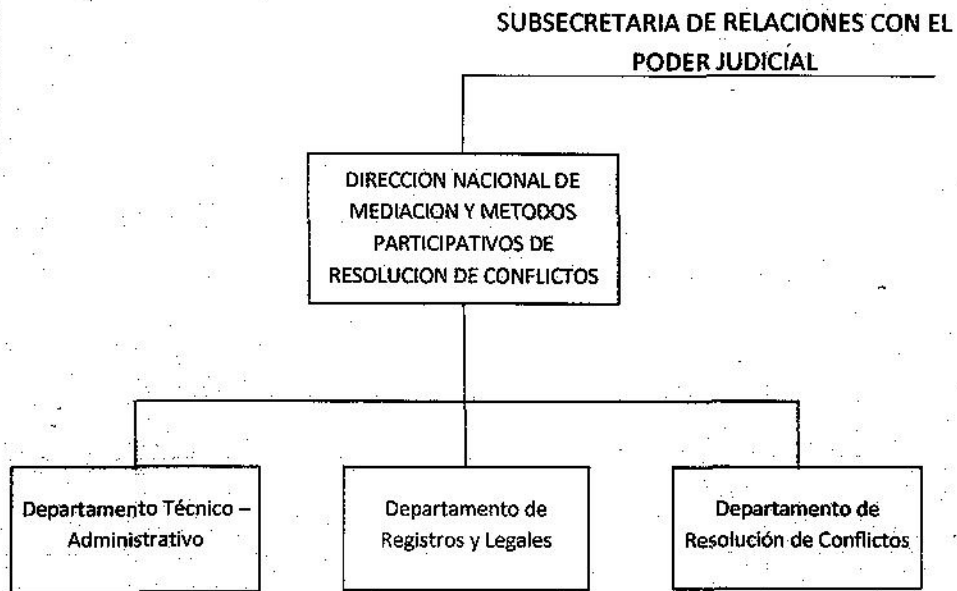 SUBSECRETARIA DE RELACIONES CON EL
PODER JUDICIAL
DIRECCION NACIONAL DE
MEDIACION Y METODOS
PARTICIPATIVOS DE
RESOLUCION DE CONFLICTOS
Departamento Técnico –
Administrativo
Departamento de
Registros y Legales
Departamento de
Resolución de Conflictos